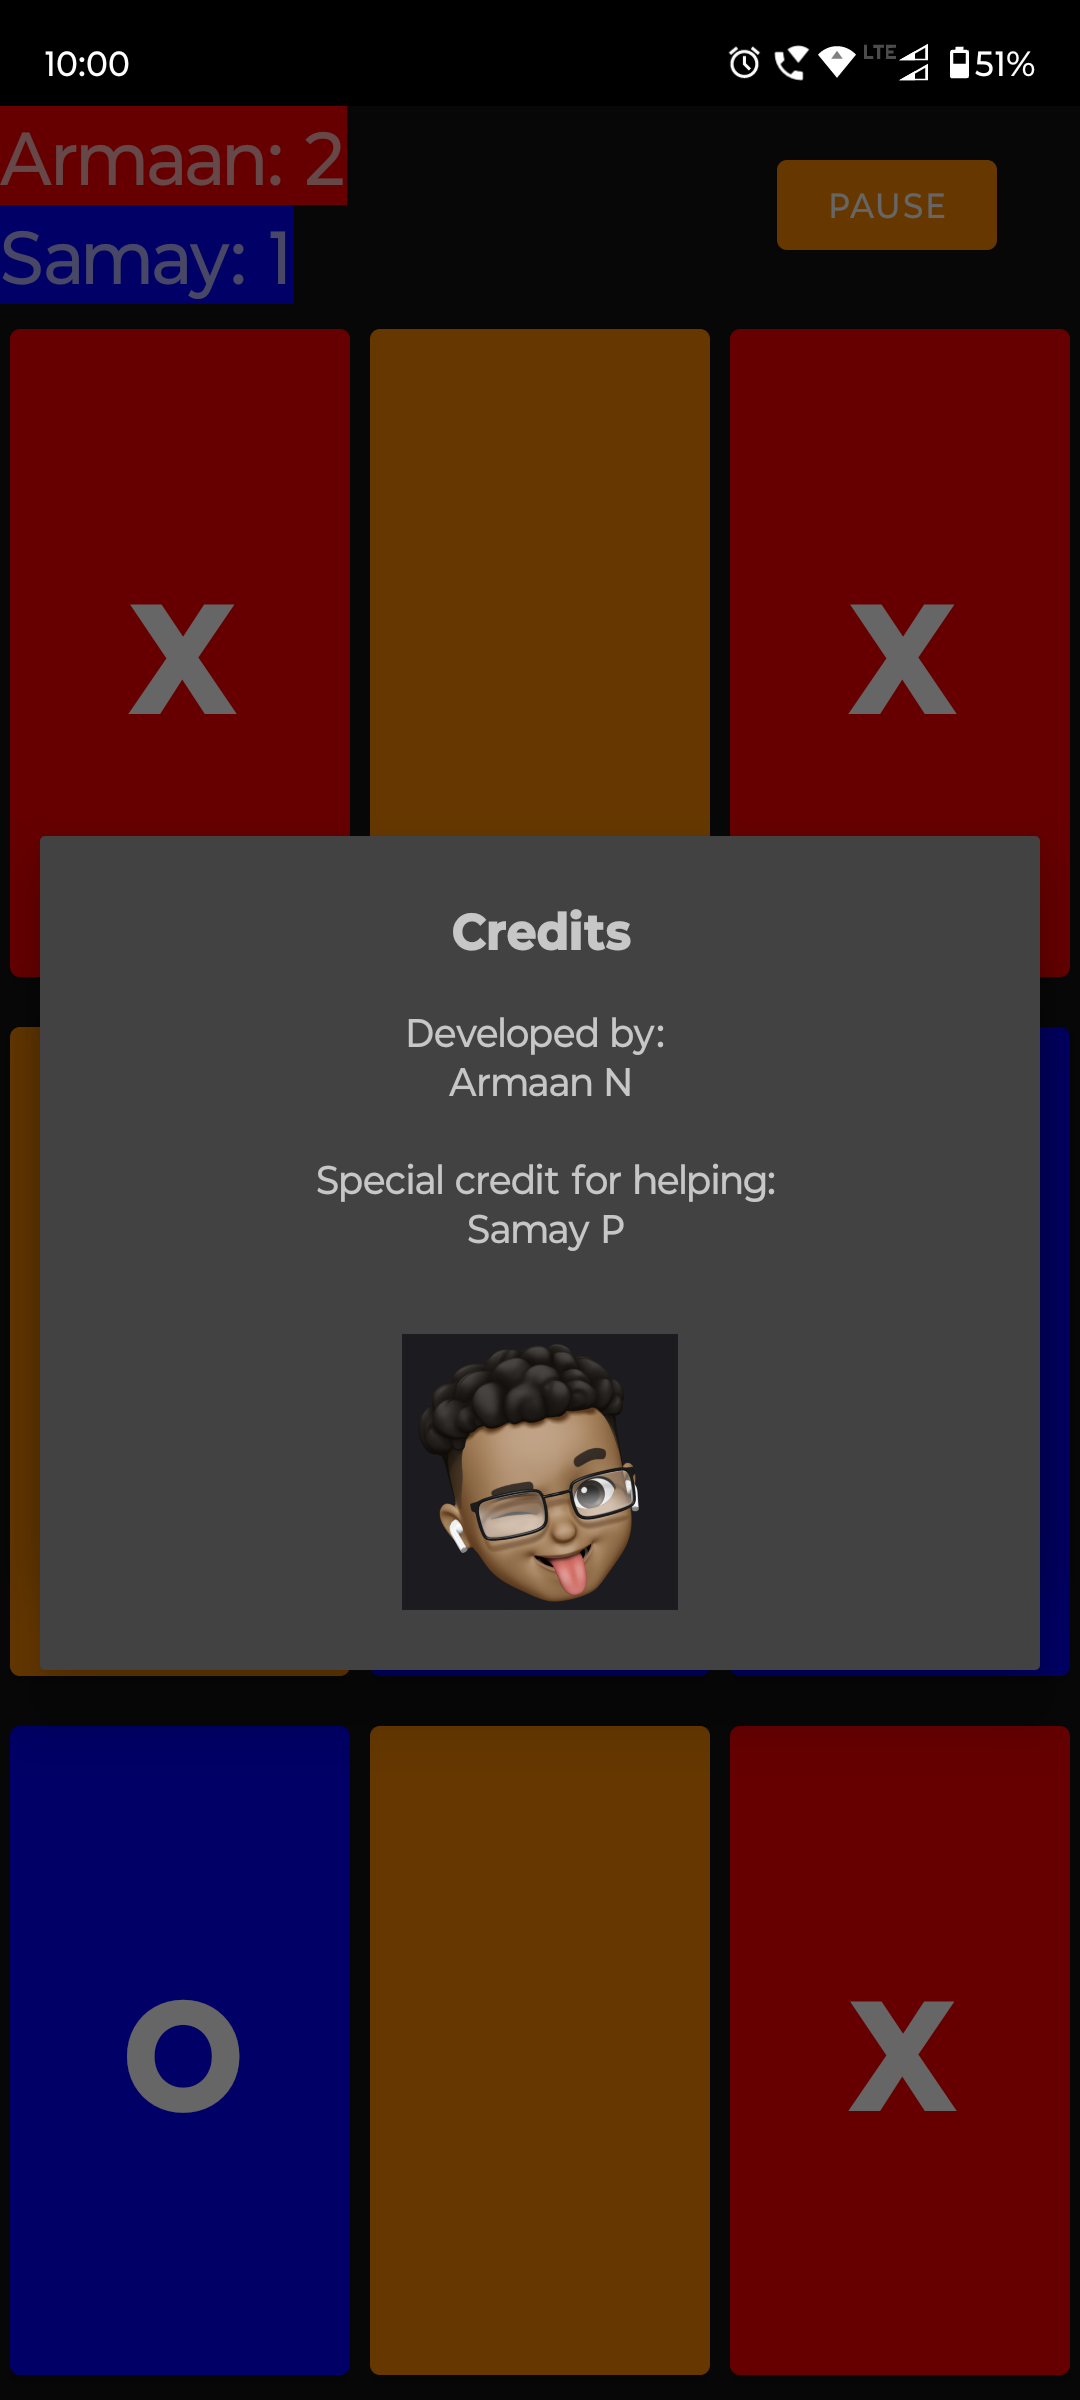 10:00
LTE
51%
Armaan: 2
PAUSE
Samay: 1
X
X
Credits
Developed by:
Armaan N
Special credit for helping:
Samay P
O
X